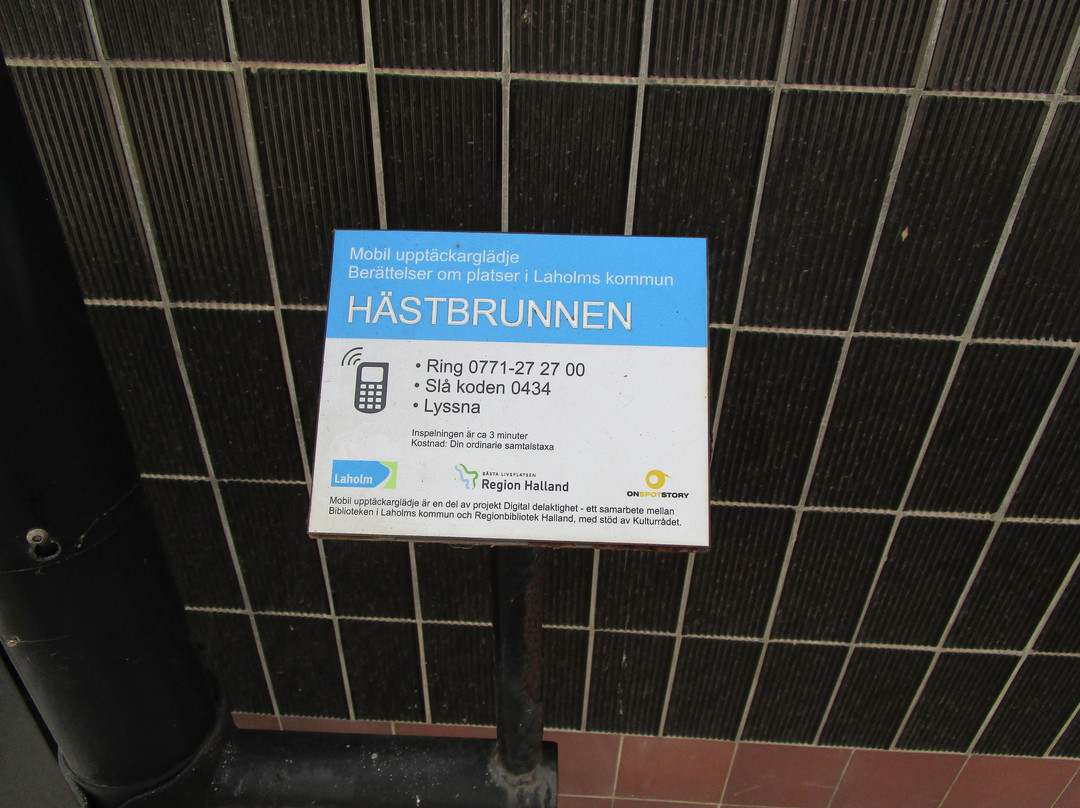 Mobil upptäckarglädje
Berättelser om platser i Laholms kommun
HÄSTBRUNNEN
• Ring 0771-27 27 00
• Slå koden 0434
• Lyssna
Inspelningen är ca 3 minuter
Kostnad: Din ordinarie samtalstaxa
Laholm
BÄSTA LIVSPLATSEN
Region Halland
ONSPOTSTORY
Mobil upptäckarglädje är en del av projekt Digital delaktighet - ett samarbete mellan
Biblioteken i Laholms kommun och Regionbibliotek Halland, med stöd av Kulturrådet.